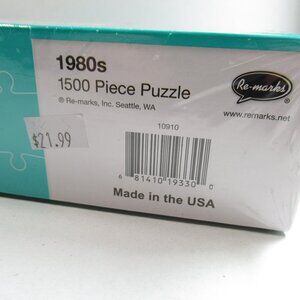 1980s
1500 Piece Puzzle
® Re-marks, Inc. Seattle, WA
Re-marks
www.remarks.net
$21.99
10910
6 81410 19330 0
Made in the USA